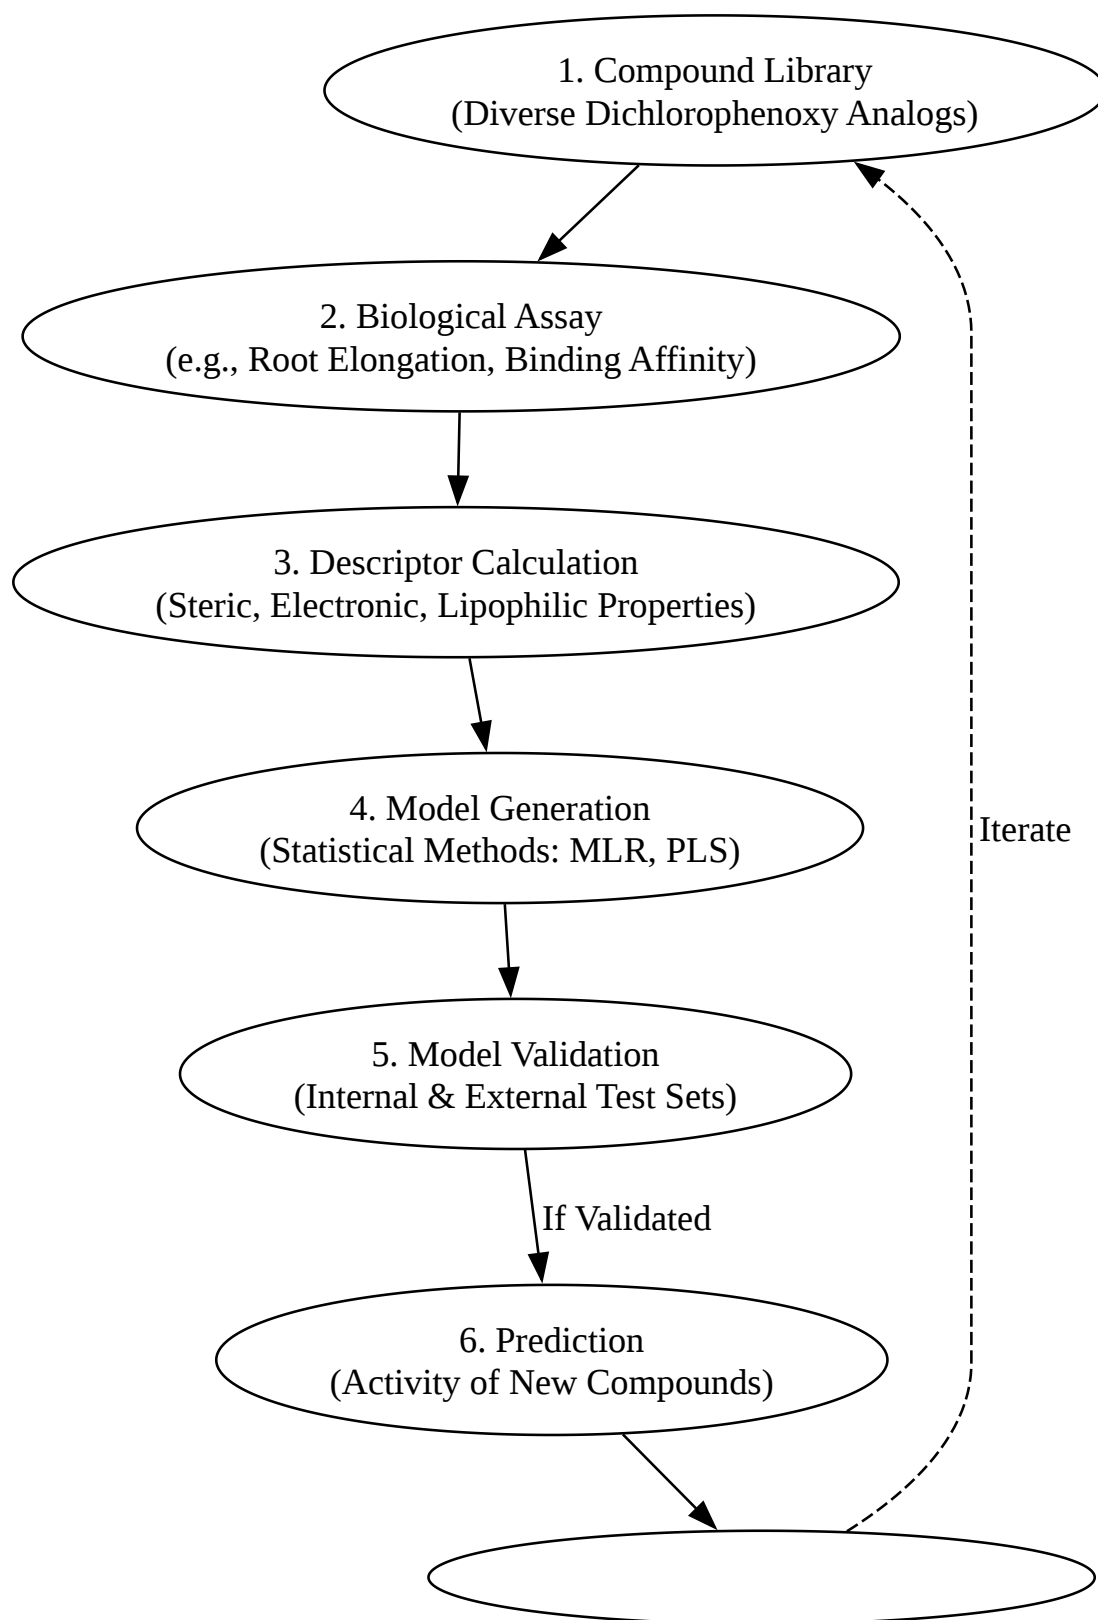 1. Compound Library
(Diverse Dichlorophenoxy Analogs)
2. Biological Assay
(e.g., Root Elongation, Binding Affinity)
3. Descriptor Calculation
(Steric, Electronic, Lipophilic Properties)
4. Model Generation
(Statistical Methods: MLR, PLS)
Iterate
5. Model Validation
(Internal & External Test Sets)
If Validated
6. Prediction
(Activity of New Compounds)